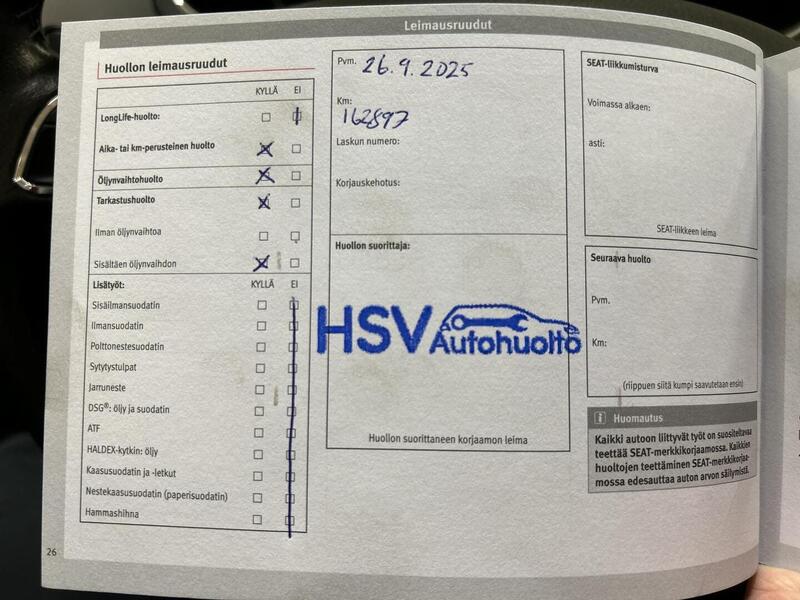 Leimausruudut
Huollon leimausruudut
KYLLÄ EI
LongLife-huolto:
Aika- tai km-perusteinen huolto
Öljynvaihtohuolto
Tarkastushuolto
Ilman öljynvaihtoa
Sisältäen öljynvaihdon
Lisätyöt: KYLLÄ EI
Sisäilmansuodatin
Ilmansuodatin
Polttonestesuodatin
Sytytystulpat
Jarruneste
DSG®: öljy ja suodatin
ATF
HALDEX-kytkin: öljy
Kaasusuodatin ja -letkut
Nestekaasusuodatin (paperisuodatin)
Hammashihna
26
Pvm. 26.9.2025
Km:
162897
Laskun numero:
Korjauskehotus:
Huollon suorittaja:
HSV Autohuolto
Huollon suorittaneen korjaamon leima
SEAT-liikkumisturva
Voimassa alkaen:
asti:
SEAT-liikkeen leima
Seuraava huolto
Pvm.
Km:
(riippuen siitä kumpi saavutetaan ensin)
i Huomautus
Kaikki autoon liittyvät työt on suositeltavaa
teettää SEAT-merkkikorjaamossa. Kaikkien
huoltojen teettäminen SEAT-merkkikorjaa-
mossa edesauttaa auton arvon säilymistä.